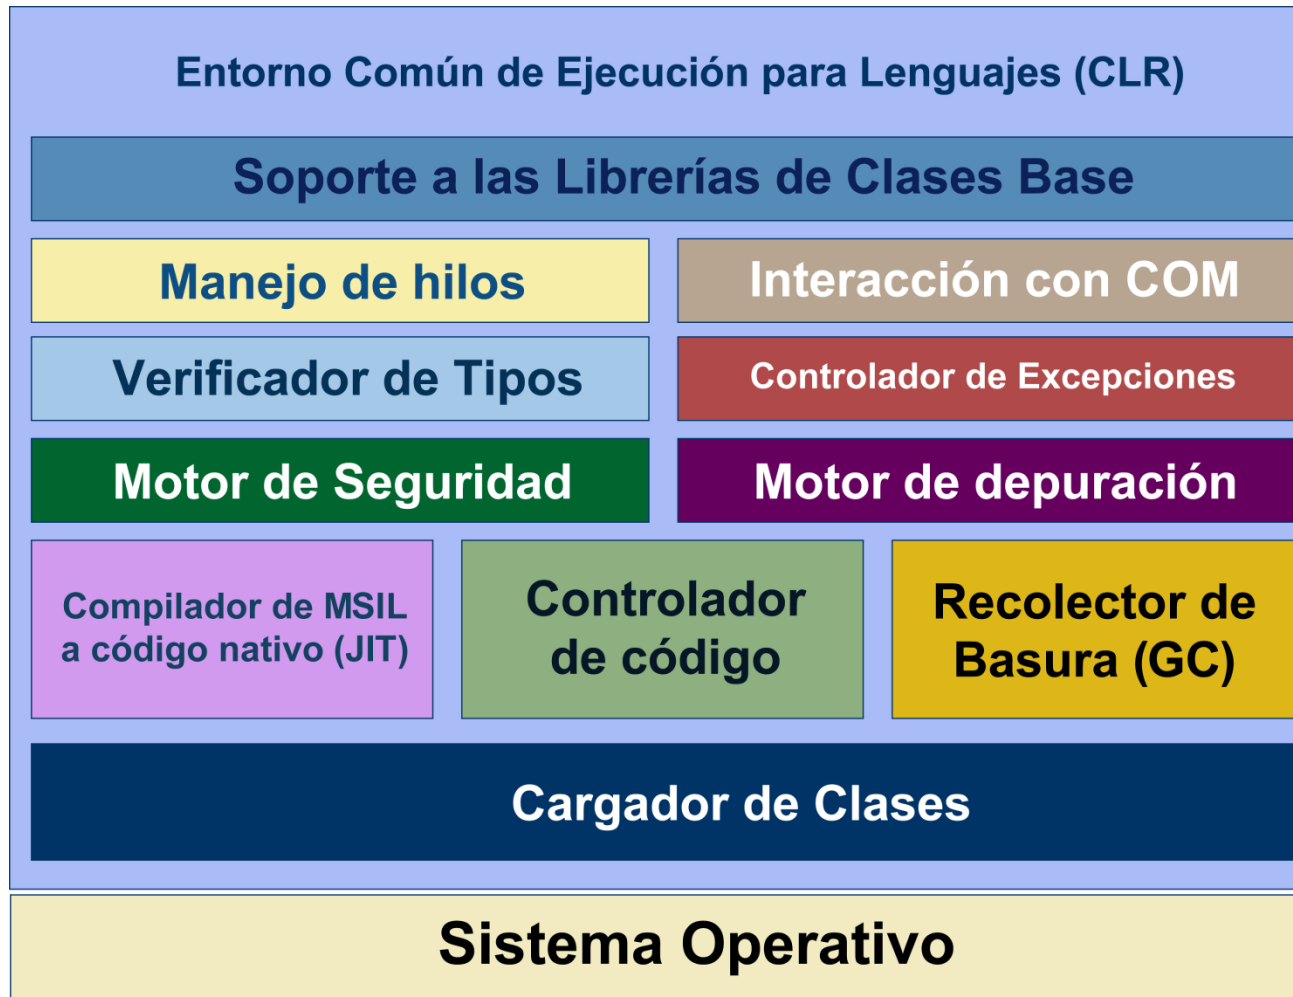 Entorno Común de Ejecución para Lenguajes (CLR)
Soporte a las Librerías de Clases Base
Manejo de hilos
Interacción con COM
Verificador de Tipos
Controlador de Excepciones
Motor de Seguridad
Motor de depuración
Compilador de MSIL
a código nativo (JIT)
Controlador
de código
Recolector de
Basura (GC)
Cargador de Clases
Sistema Operativo